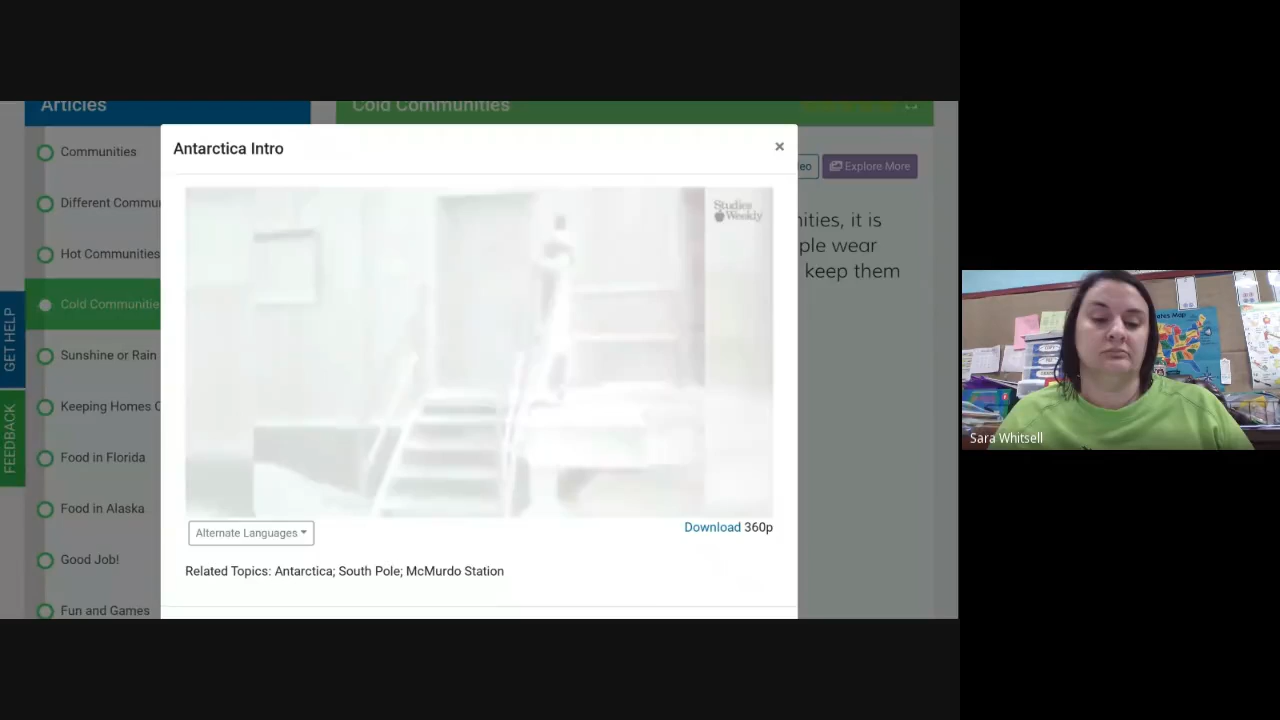 Articles
Cold Communities
Antarctica Intro
×
Communities
Different Commu
Hot Communities
Cold Communitie
Sunshine or Rain
Keeping Homes C
Food in Florida
Food in Alaska
Good Job!
Fun and Games
GET HELP
FEEDBACK
Studies
Weekly
eo
Explore More
nities, it is
ple wear
keep them
Alternate Languages
Download 360p
Related Topics: Antarctica; South Pole; McMurdo Station
Sara Whitsell